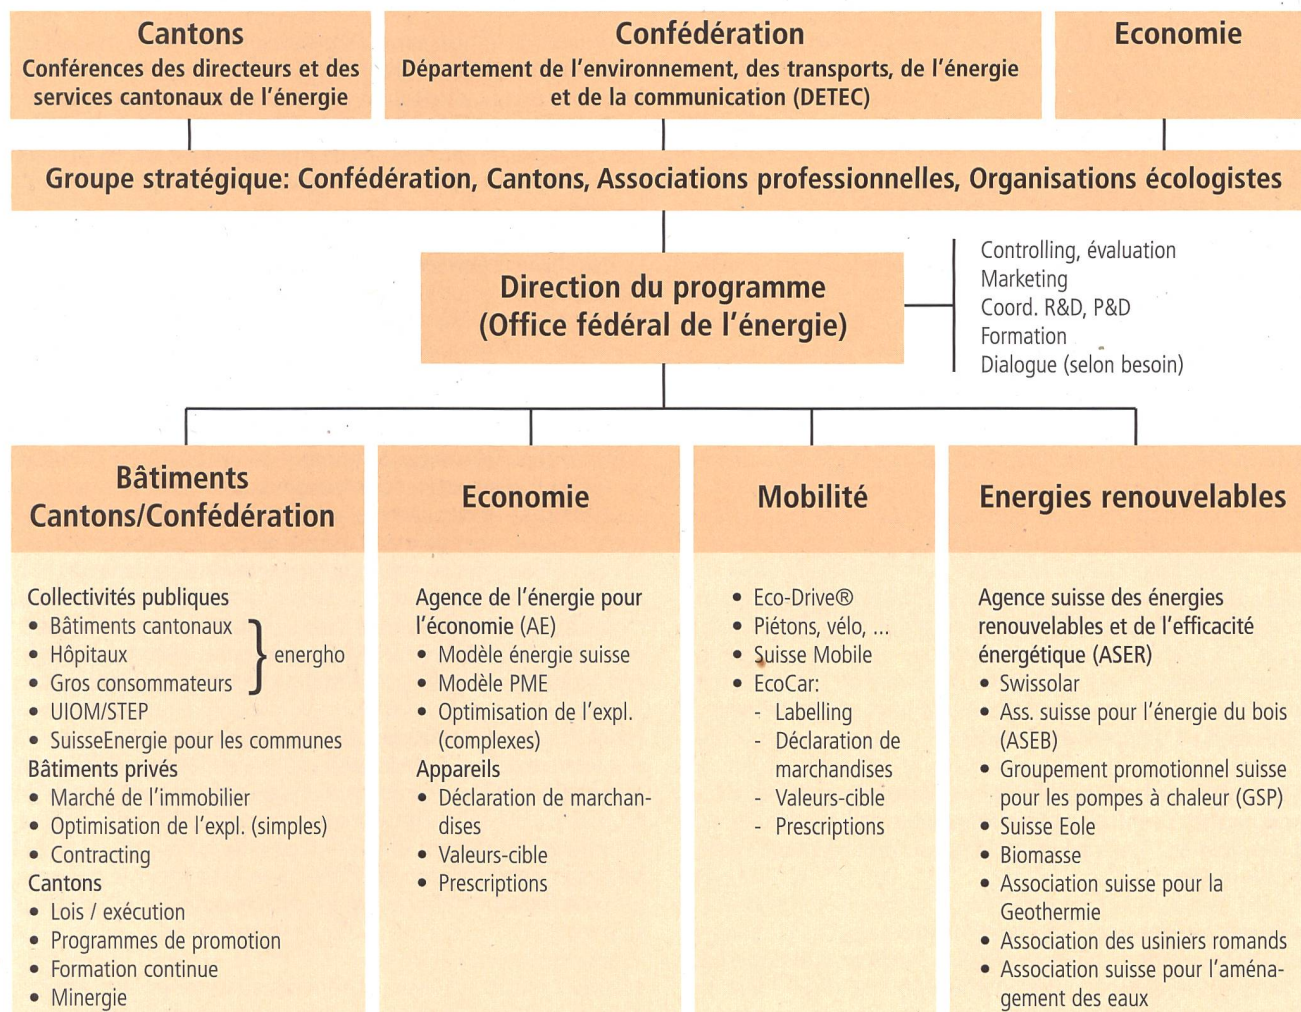 Cantons
Conférences des directeurs et des
services cantonaux de l'énergie
Confédération
Département de l'environnement, des transports, de l'énergie
et de la communication (DETEC)
Economie
Groupe stratégique: Confédération, Cantons, Associations professionnelles, Organisations écologistes
Direction du programme
(Office fédéral de l'énergie)
Controlling, évaluation
Marketing
Coord. R&D, P&D
Formation
Dialogue (selon besoin)
Bâtiments
Cantons/Confédération
Collectivités publiques
• Bâtiments cantonaux
• Hôpitaux
• Gros consommateurs
} energho
• UIOM/STEP
• SuisseEnergie pour les communes
Bâtiments privés
• Marché de l'immobilier
• Optimisation de l'expl. (simples)
• Contracting
Cantons
• Lois / exécution
• Programmes de promotion
• Formation continue
• Minergie
Economie
Agence de l'énergie pour
l'économie (AE)
• Modèle énergie suisse
• Modèle PME
• Optimisation de l'expl.
(complexes)
Appareils
• Déclaration de marchan-
dises
• Valeurs-cible
• Prescriptions
Mobilité
• Eco-Drive®
• Piétons, vélo, ...
• Suisse Mobile
• EcoCar:
- Labelling
- Déclaration de
marchandises
- Valeurs-cible
- Prescriptions
Energies renouvelables
Agence suisse des énergies
renouvelables et de l'efficacité
énergétique (ASER)
• Swissolar
• Ass. suisse pour l'énergie du bois
(ASEB)
• Groupement promotionnel suisse
pour les pompes à chaleur (GSP)
• Suisse Eole
• Biomasse
• Association suisse pour la
Geothermie
• Association des usiniers romands
• Association suisse pour l'aména-
gement des eaux